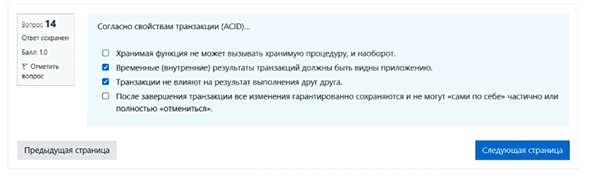 Вопрос 14
Ответ сохранен
Балл: 1,0
Отметить
вопрос
Согласно свойствам транзакции (ACID)...
Хранимая функция не может вызывать хранимую процедуру, и наоборот.
Временные (внутренние) результаты транзакций должны быть видны приложению.
Транзакции не влияют на результат выполнения друг друга.
После завершения транзакции все изменения гарантированно сохраняются и не могут «сами по себе» частично или
полностью «отмениться».
Предыдущая страница
Следующая страница